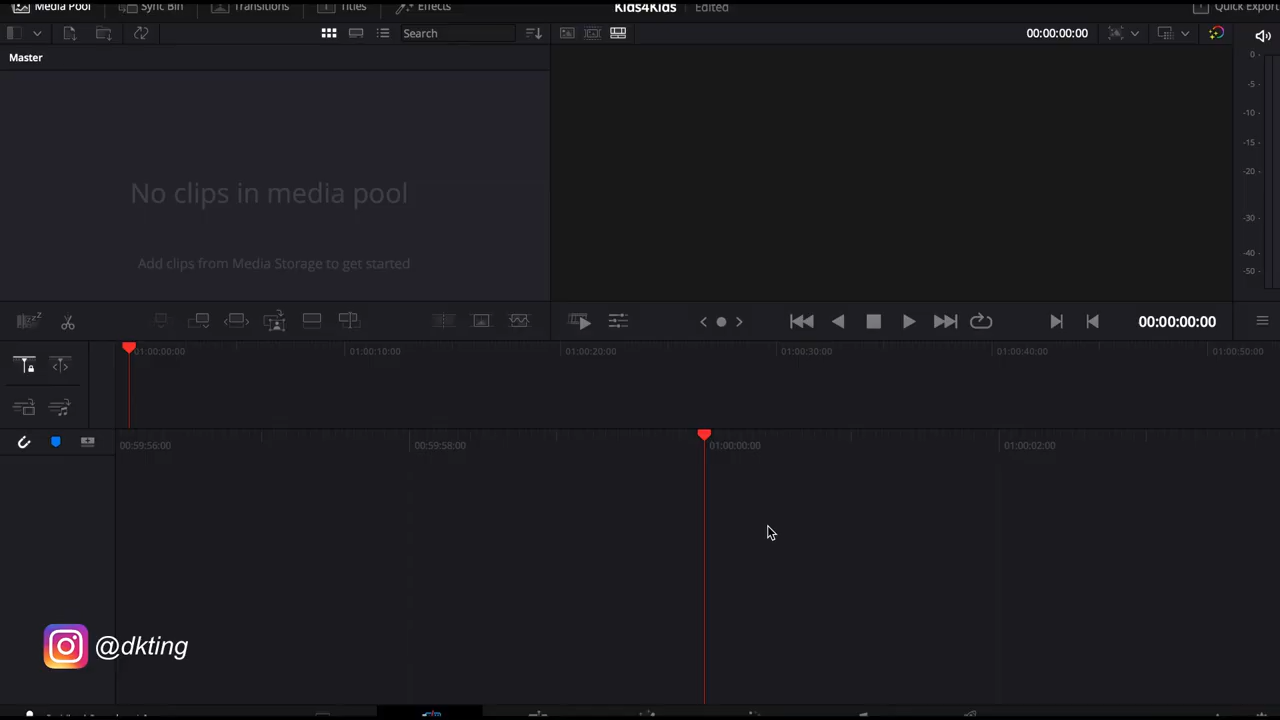 Media Pool Sync Bin Transitions Titles Effects Kids4Kids Edited Quick Export
Search 00:00:00:00
Master
0
-5
-10
-15
-20
-30
-40
-50
No clips in media pool
Add clips from Media Storage to get started
00:00:00:00
01:00:00:00 01:00:10:00 01:00:20:00 01:00:30:00 01:00:40:00 01:00:50:00
00:59:56:00 00:59:58:00 01:00:00:00 01:00:02:00
@dkting